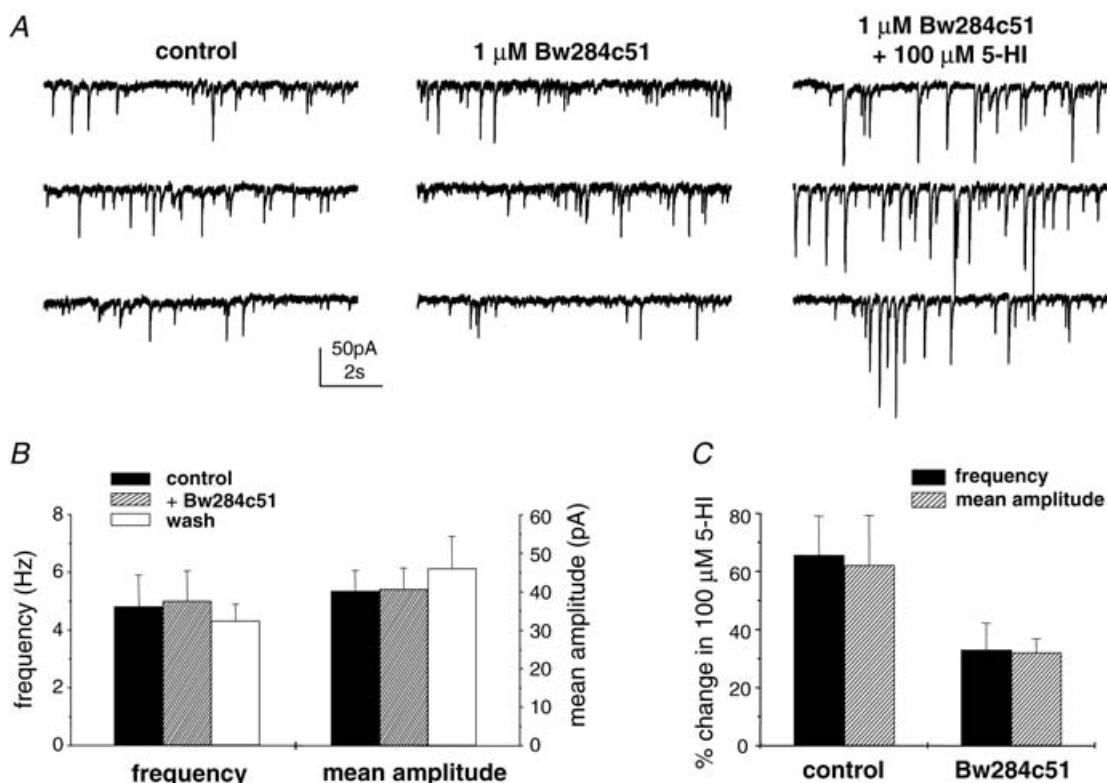 A
control
1 μM Bw284c51
1 μM Bw284c51
+ 100 μM 5-HI
50pA
2s
B
control
+ Bw284c51
wash
8
6
4
2
0
frequency (Hz)
60
50
40
30
20
10
0
mean amplitude (pA)
frequency
mean amplitude
C
frequency
mean amplitude
80
60
40
20
0
% change in 100 μM 5-HI
control
Bw284c51